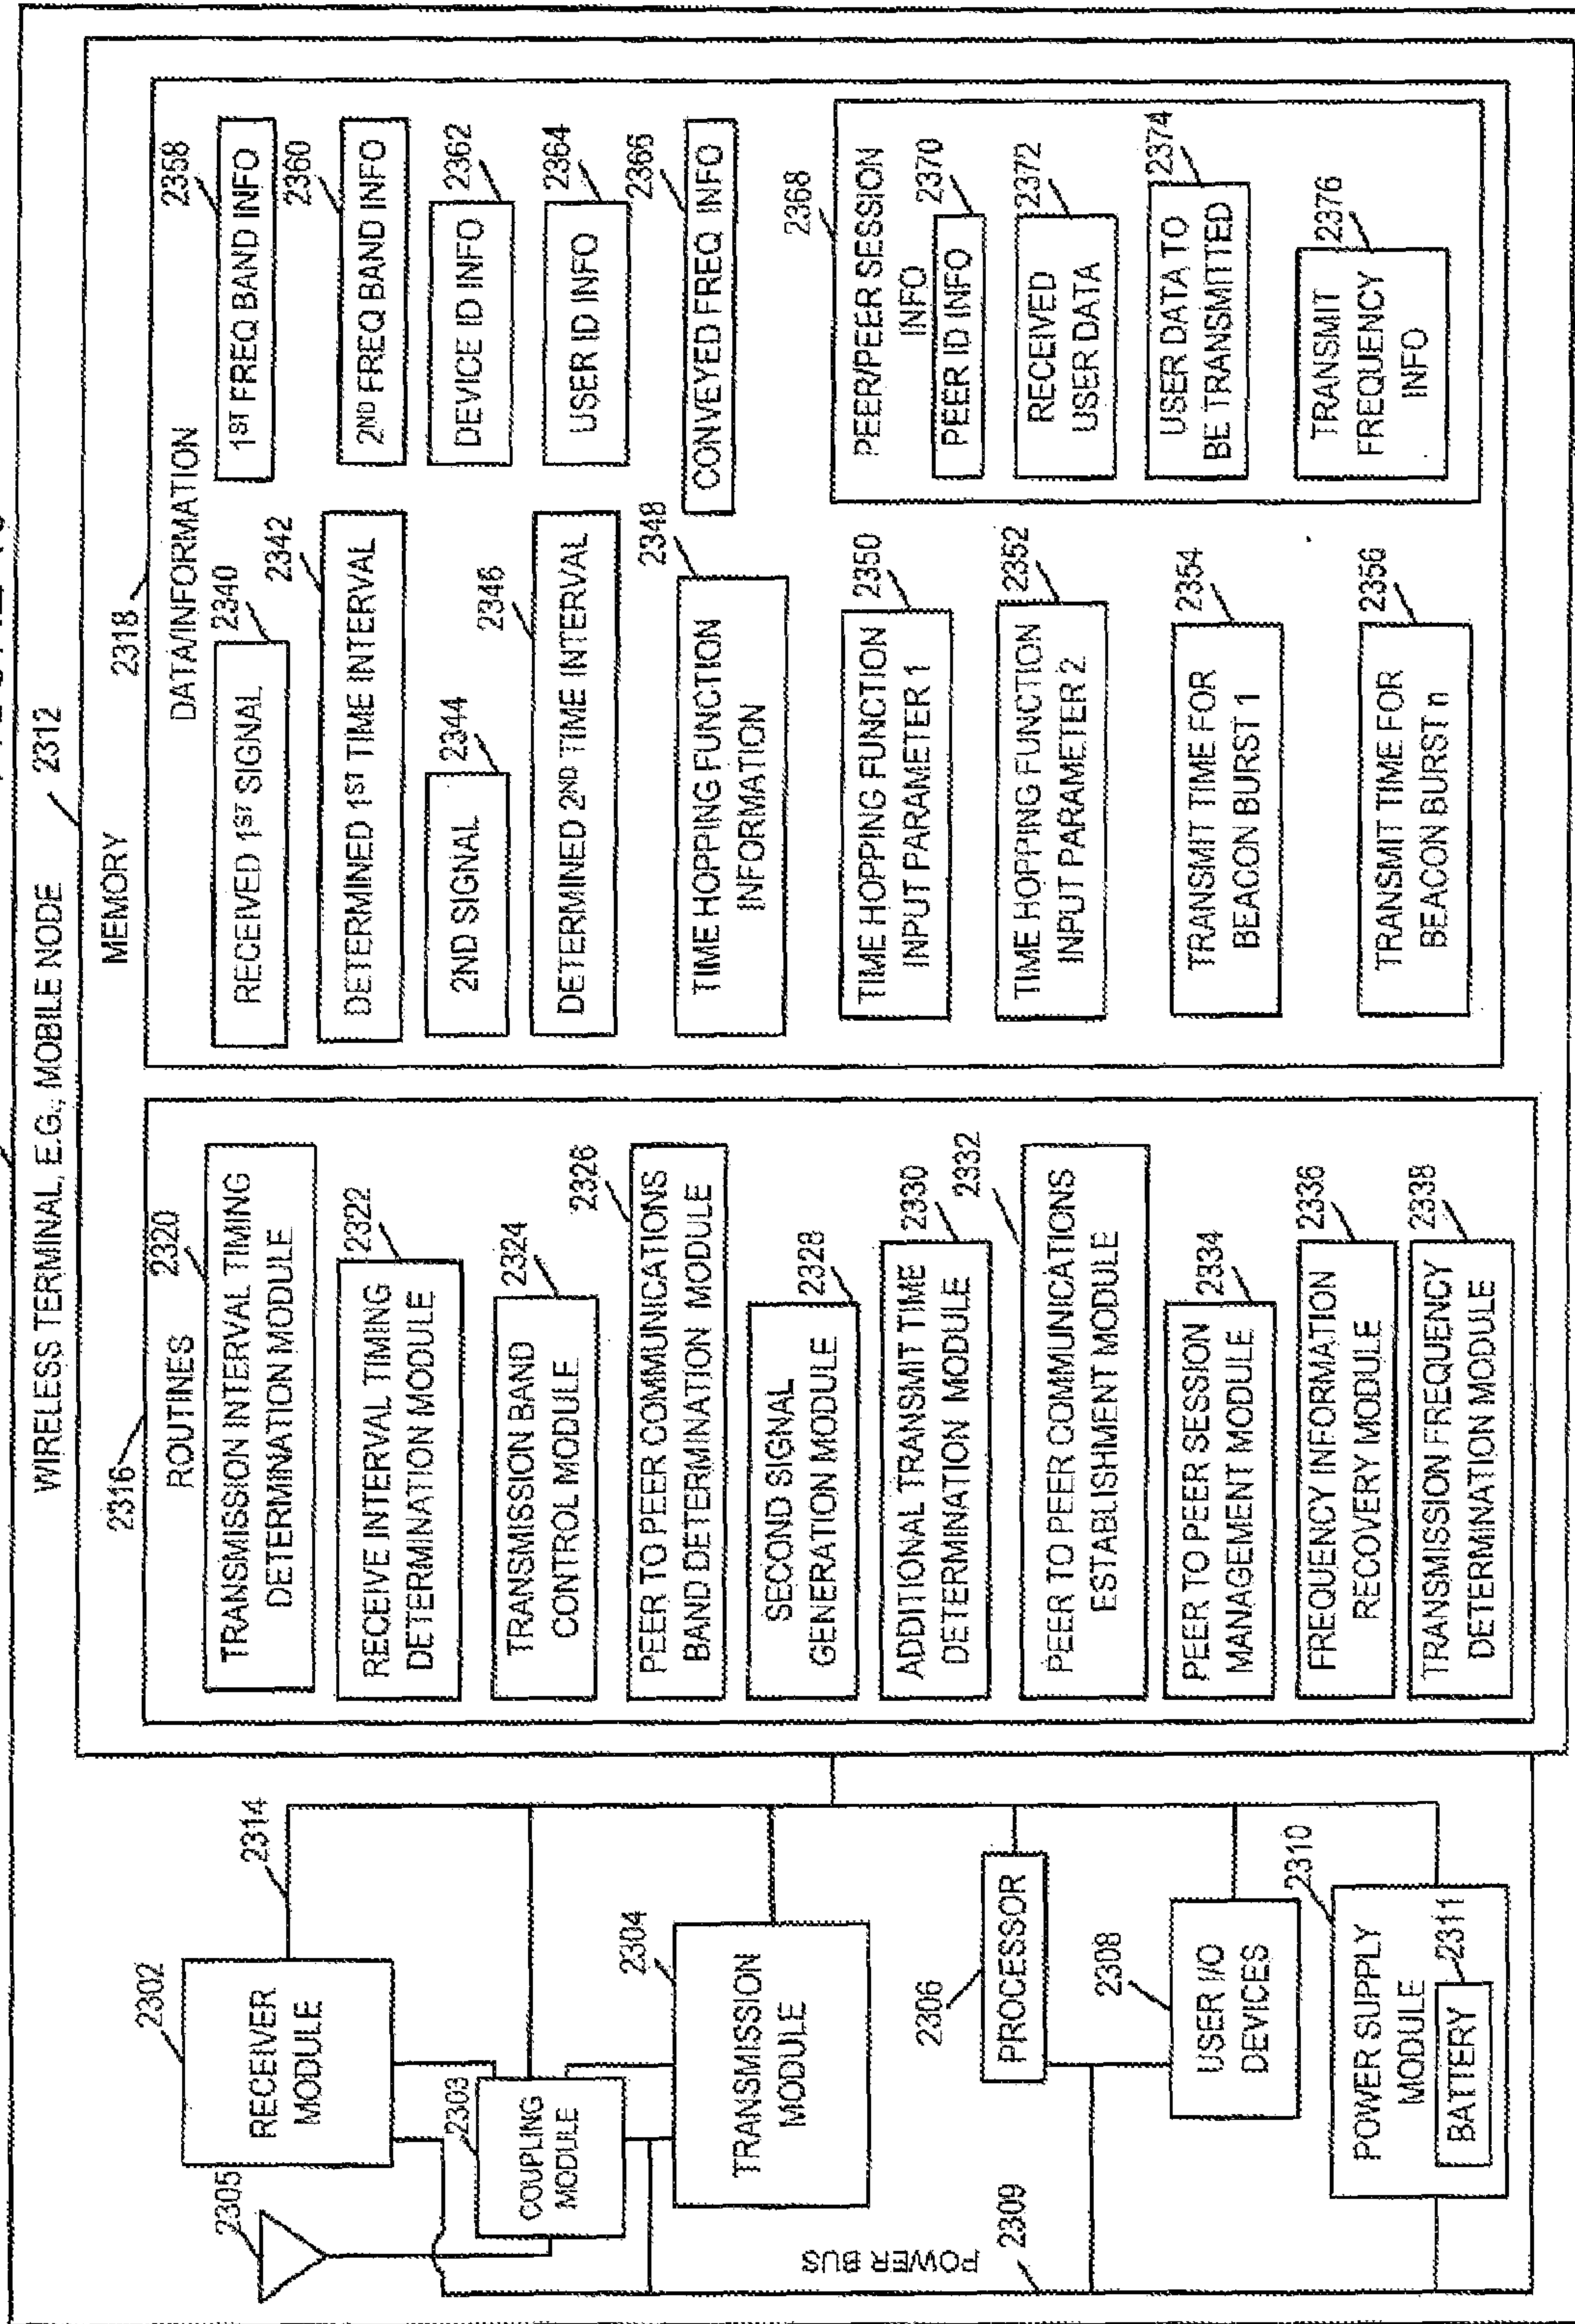 WIRELESS TERMINAL, E.G., MOBILE NODE
2312
MEMORY
2302
RECEIVER
MODULE
2314
2305
2303
COUPLING
MODULE
2304
TRANSMISSION
MODULE
POWER BUS
2309
2306
PROCESSOR
2308
USER I/O
DEVICES
2310
POWER SUPPLY
MODULE
2311
BATTERY
2316
ROUTINES
2320
TRANSMISSION INTERVAL TIMING
DETERMINATION MODULE
2322
RECEIVE INTERVAL TIMING
DETERMINATION MODULE
2324
TRANSMISSION BAND
CONTROL MODULE
2326
PEER TO PEER COMMUNICATIONS
BAND DETERMINATION MODULE
2328
SECOND SIGNAL
GENERATION MODULE
2330
ADDITIONAL TRANSMIT TIME
DETERMINATION MODULE
2332
PEER TO PEER COMMUNICATIONS
ESTABLISHMENT MODULE
2334
PEER TO PEER SESSION
MANAGEMENT MODULE
2336
FREQUENCY INFORMATION
RECOVERY MODULE
2338
TRANSMISSION FREQUENCY
DETERMINATION MODULE
2318
DATA/INFORMATION
2340
RECEIVED 1ST SIGNAL
2342
DETERMINED 1ST TIME INTERVAL
2344
2ND SIGNAL
2346
DETERMINED 2ND TIME INTERVAL
2348
TIME HOPPING FUNCTION
INFORMATION
2350
TIME HOPPING FUNCTION
INPUT PARAMETER 1
2352
TIME HOPPING FUNCTION
INPUT PARAMETER 2
2354
TRANSMIT TIME FOR
BEACON BURST 1
2356
TRANSMIT TIME FOR
BEACON BURST n
2358
1ST FREQ BAND INFO
2360
2ND FREQ BAND INFO
2362
DEVICE ID INFO
2364
USER ID INFO
2366
CONVEYED FREQ INFO
2368
PEER/PEER SESSION
INFO
2370
PEER ID INFO
2372
RECEIVED
USER DATA
2374
USER DATA TO
BE TRANSMITTED
2376
TRANSMIT
FREQUENCY
INFO